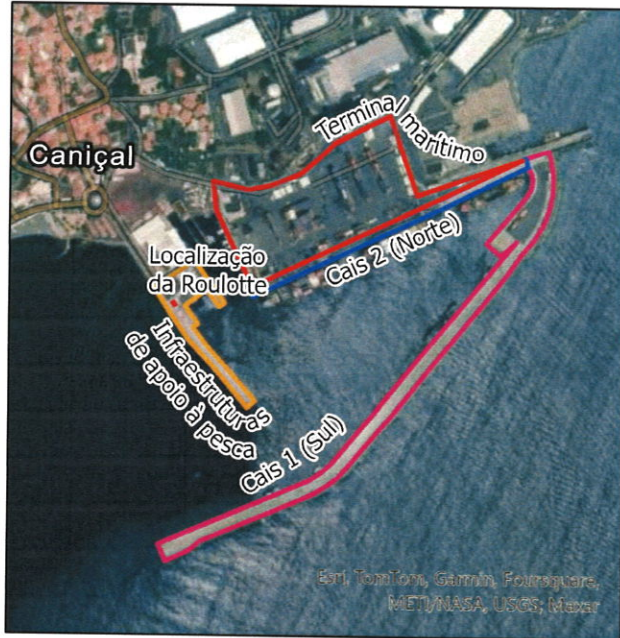 Terminal marítimo
Caniçal
Localização
da Roulotte
Cais 2 (Norte)
Infraestruturas
de apoio à pesca
Cais 1 (Sul)
Esri, TomTom, Garmin, Foursquare,
METI/NASA, USGS; Maxar